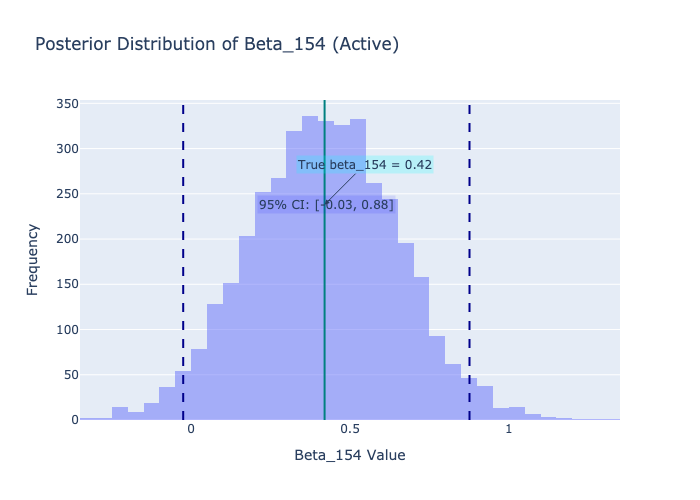 Posterior Distribution of Beta_154 (Active)
350
300
250
200
150
100
50
0
Frequency
True beta_154 = 0.42
95% CI: [-0.03, 0.88]
0
0.5
1
Beta_154 Value